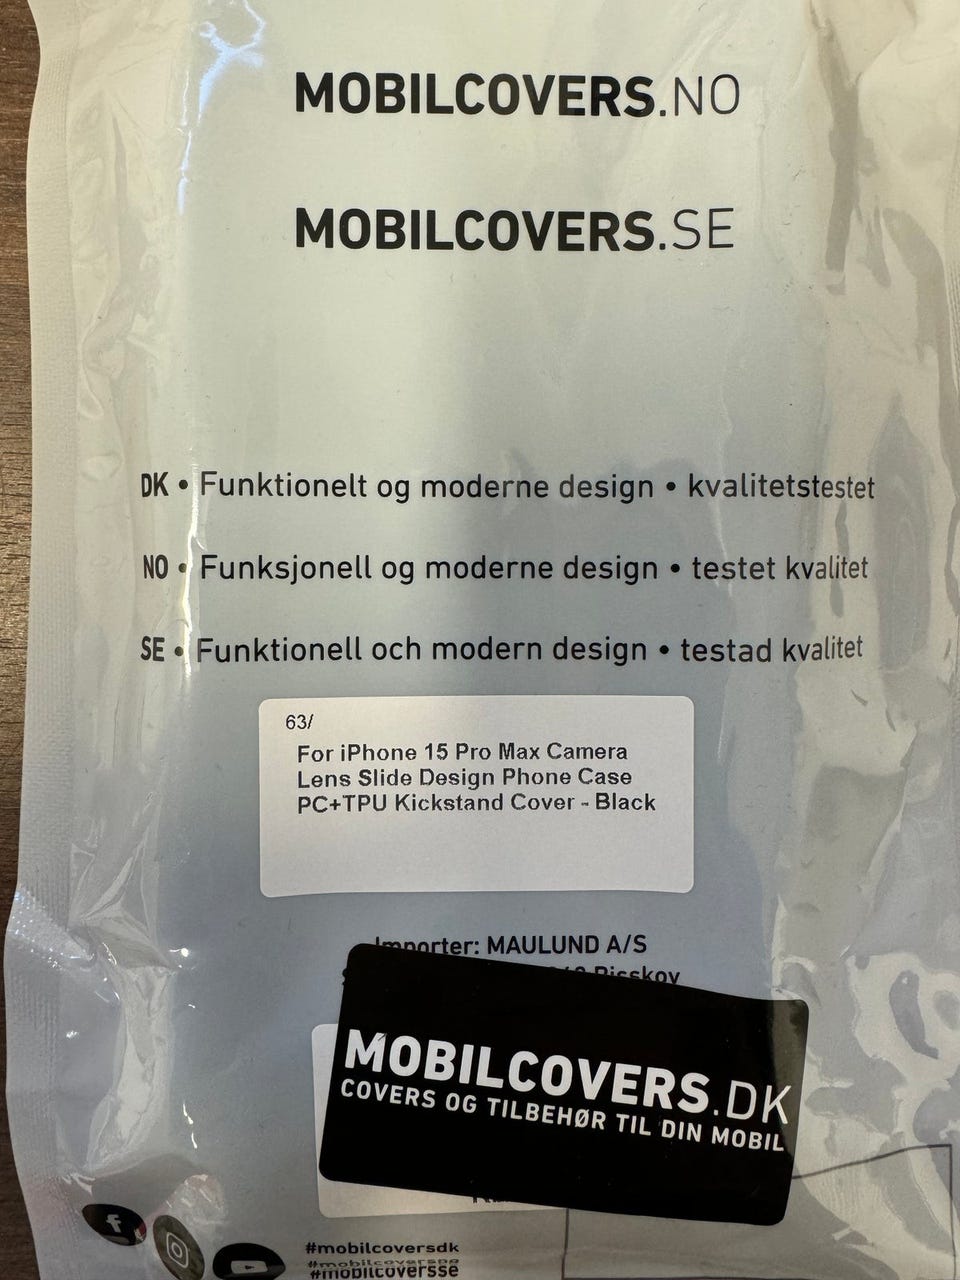 MOBILCOVERS.NO
MOBILCOVERS.SE
DK • Funktionelt og moderne design • kvalitetstestet
NO • Funksjonell og moderne design • testet kvalitet
SE • Funktionell och modern design • testad kvalitet
63/
For iPhone 15 Pro Max Camera
Lens Slide Design Phone Case
PC+TPU Kickstand Cover - Black
Importer: MAULUND A/S
Risskov
MOBILCOVERS.DK
COVERS OG TILBEHØR TIL DIN MOBIL
#mobilcoversdk
#mobilcoversse